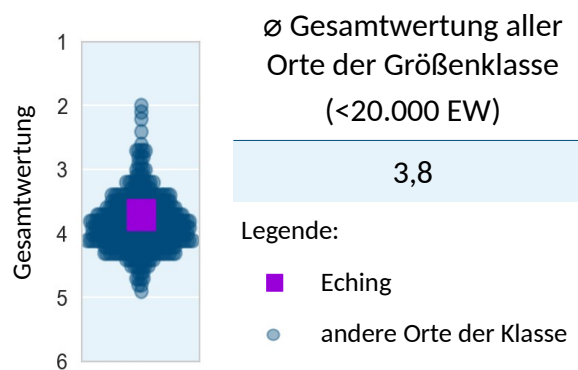 Gesamtwertung
1
2
3
4
5
6
⌀ Gesamtwertung aller
Orte der Größenklasse
(<20.000 EW)
3,8
Legende:
Eching
andere Orte der Klasse